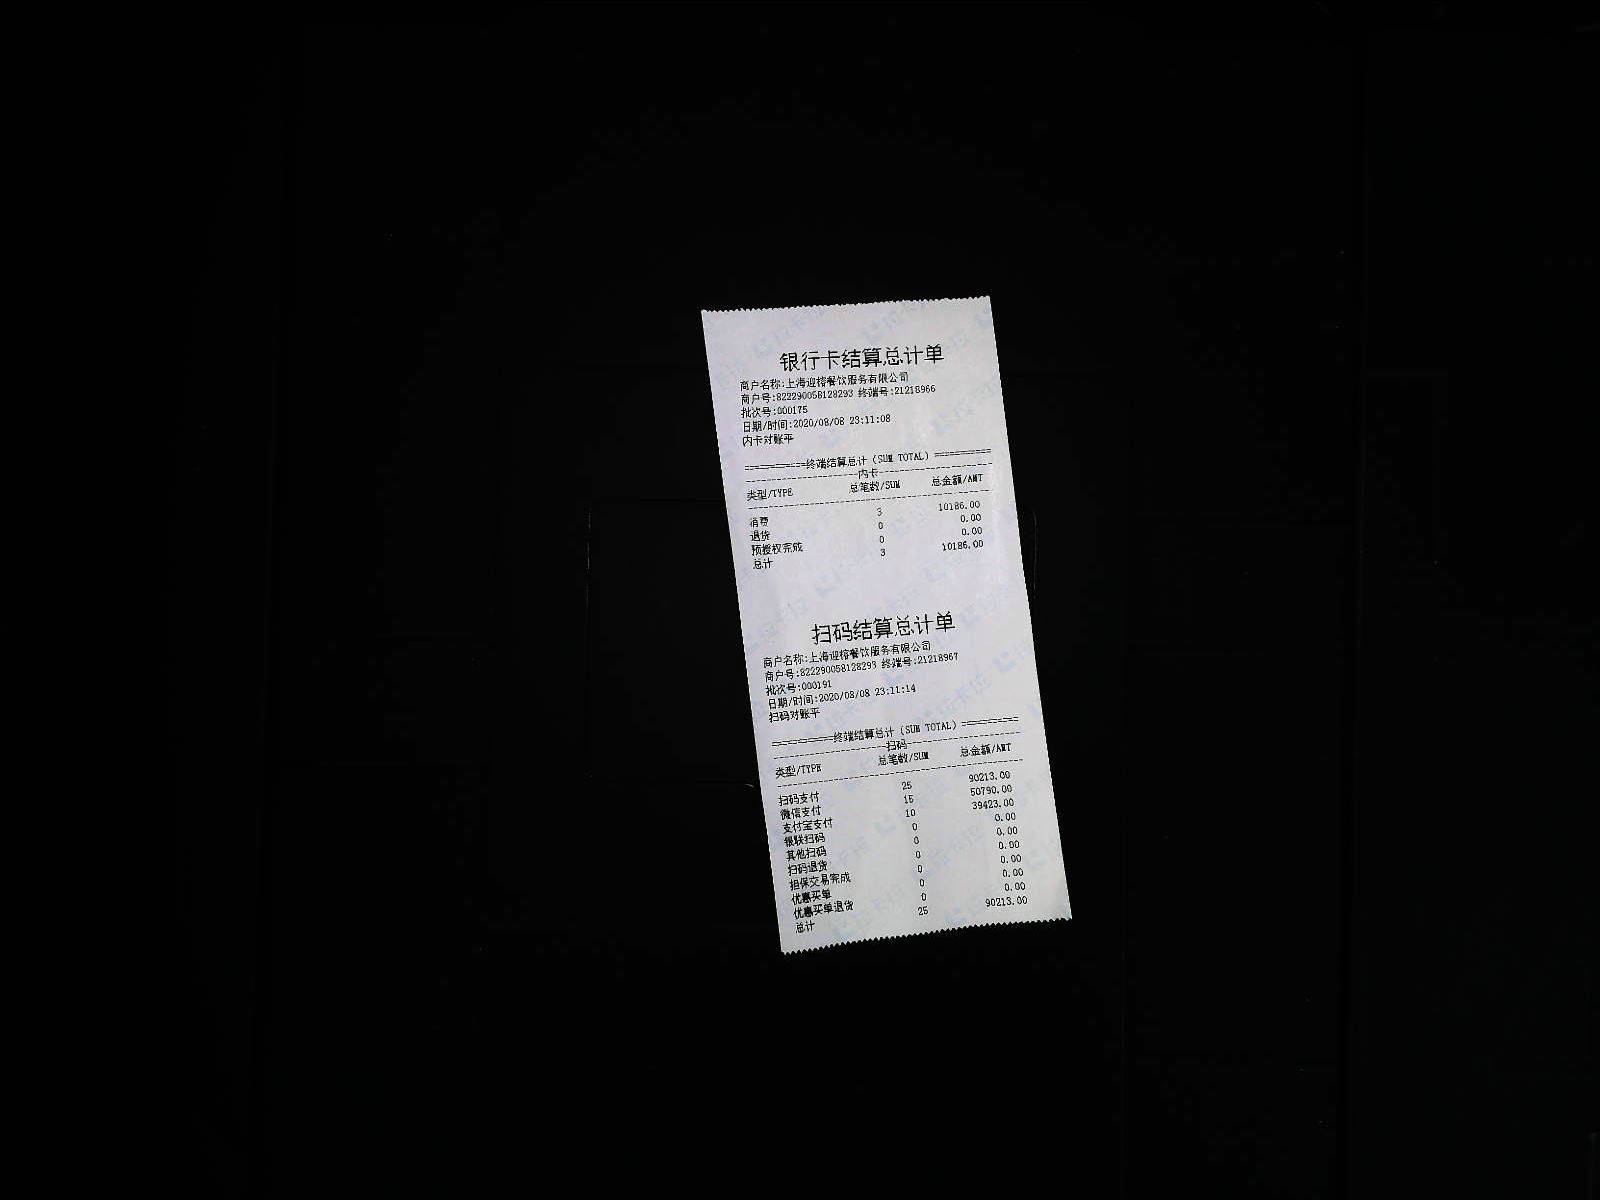 银行卡结算总计单
商户名称:上海迎榕餐饮服务有限公司
商户号:822290058128293 终端号:21218966
批次号:000175
日期/时间:2020/08/08 23:11:08
内卡对账平
===========终端结算总计(SUM TOTAL)==========
--------------------内卡--------------------
类型/TYPE 总笔数/SUM 总金额/AMT
消费 3 10186.00
退货 0 0.00
预授权完成 0 0.00
总计 3 10186.00
扫码结算总计单
商户名称:上海迎榕餐饮服务有限公司
商户号:822290058128293 终端号:21218967
批次号:000191
日期/时间:2020/08/08 23:11:14
扫码对账平
===========终端结算总计(SUM TOTAL)==========
--------------------扫码--------------------
类型/TYPE 总笔数/SUM 总金额/AMT
扫码支付 25 90213.00
微信支付 15 50790.00
支付宝支付 10 39423.00
银联扫码 0 0.00
其他扫码 0 0.00
扫码退货 0 0.00
担保交易完成 0 0.00
优惠买单 0 0.00
优惠买单退货 0 0.00
总计 25 90213.00